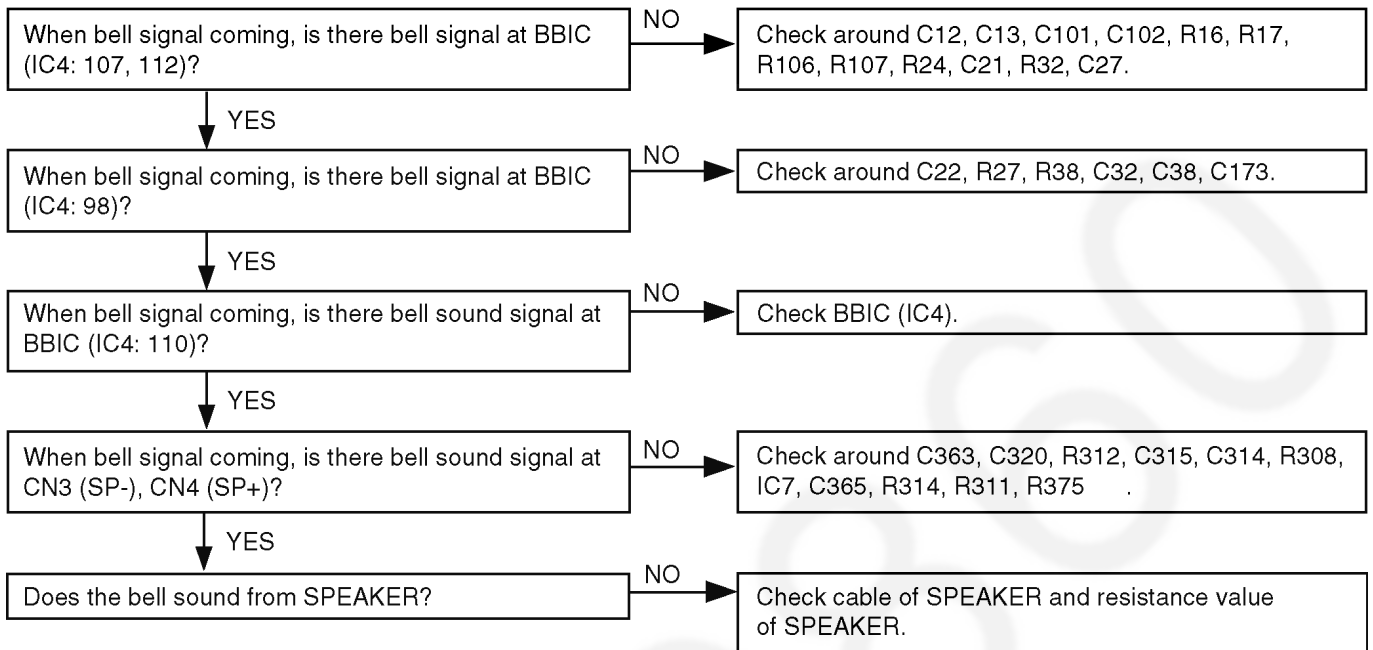 When bell signal coming, is there bell signal at BBIC
(IC4: 107, 112)?
NO
Check around C12, C13, C101, C102, R16, R17,
R106, R107, R24, C21, R32, C27.
YES
When bell signal coming, is there bell signal at BBIC
(IC4: 98)?
NO
Check around C22, R27, R38, C32, C38, C173.
YES
When bell signal coming, is there bell sound signal at
BBIC (IC4: 110)?
NO
Check BBIC (IC4).
YES
When bell signal coming, is there bell sound signal at
CN3 (SP-), CN4 (SP+)?
NO
Check around C363, C320, R312, C315, C314, R308,
IC7, C365, R314, R311, R375 .
YES
Does the bell sound from SPEAKER?
NO
Check cable of SPEAKER and resistance value
of SPEAKER.